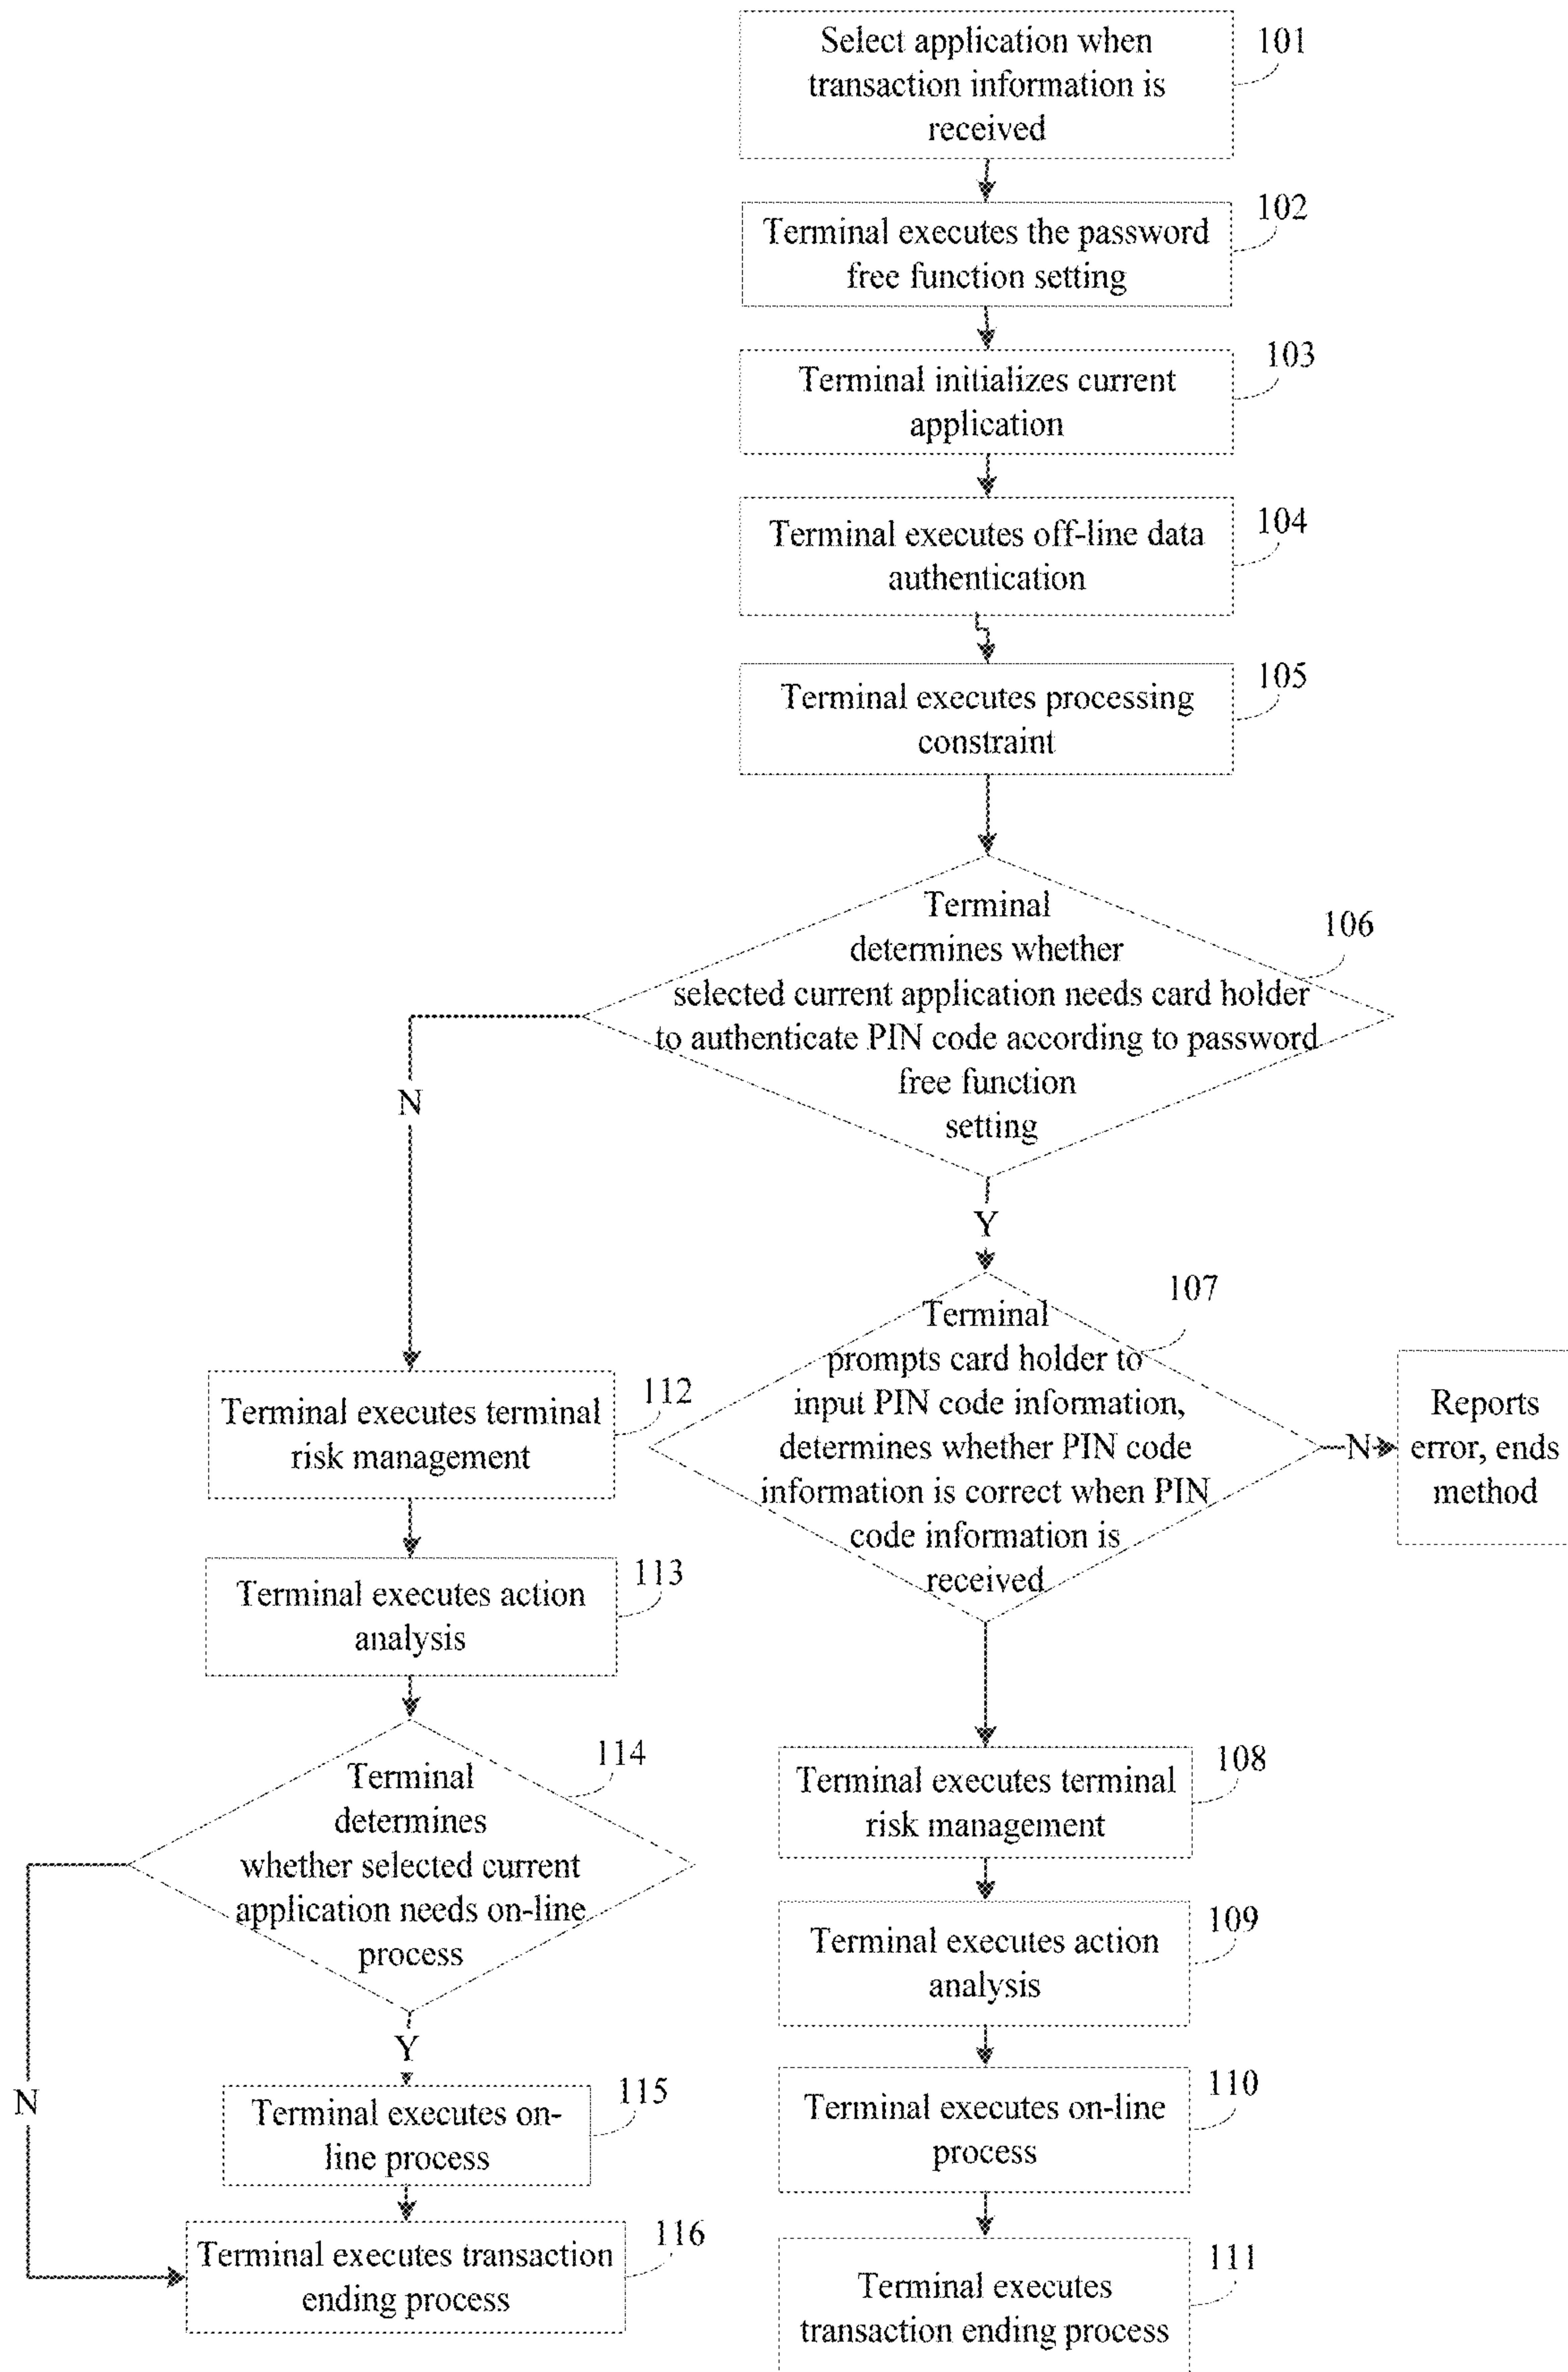 Select application when
transaction information is
received
101
Terminal executes the password
free function setting
102
Terminal initializes current
application
103
Terminal executes off-line data
authentication
104
Terminal executes processing
constraint
105
Terminal
determines whether
selected current application needs card holder
to authenticate PIN code according to password
free function
setting
106
N
Y
Terminal
prompts card holder to
input PIN code information,
determines whether PIN code
information is correct when PIN
code information is
received
107
N
Reports
error, ends
method
Terminal executes terminal
risk management
112
Terminal executes action
analysis
113
Terminal
determines
whether selected current
application needs on-line
process
114
N
Y
Terminal executes on-
line process
115
Terminal executes transaction
ending process
116
Terminal executes terminal
risk management
108
Terminal executes action
analysis
109
Terminal executes on-line
process
110
Terminal executes
transaction ending process
111